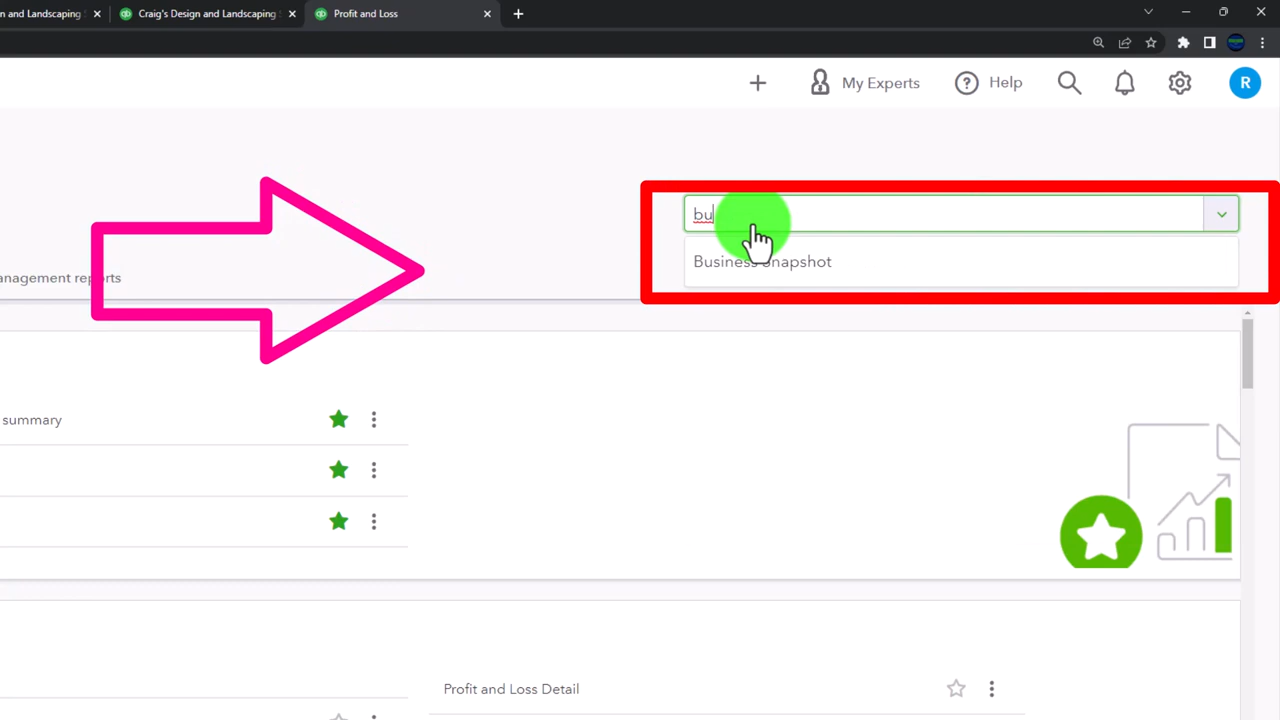 n and Landscaping S
Craig's Design and Landscaping S
Profit and Loss
My Experts
Help
R
bu
Business Snapshot
anagement reports
summary
Profit and Loss Detail